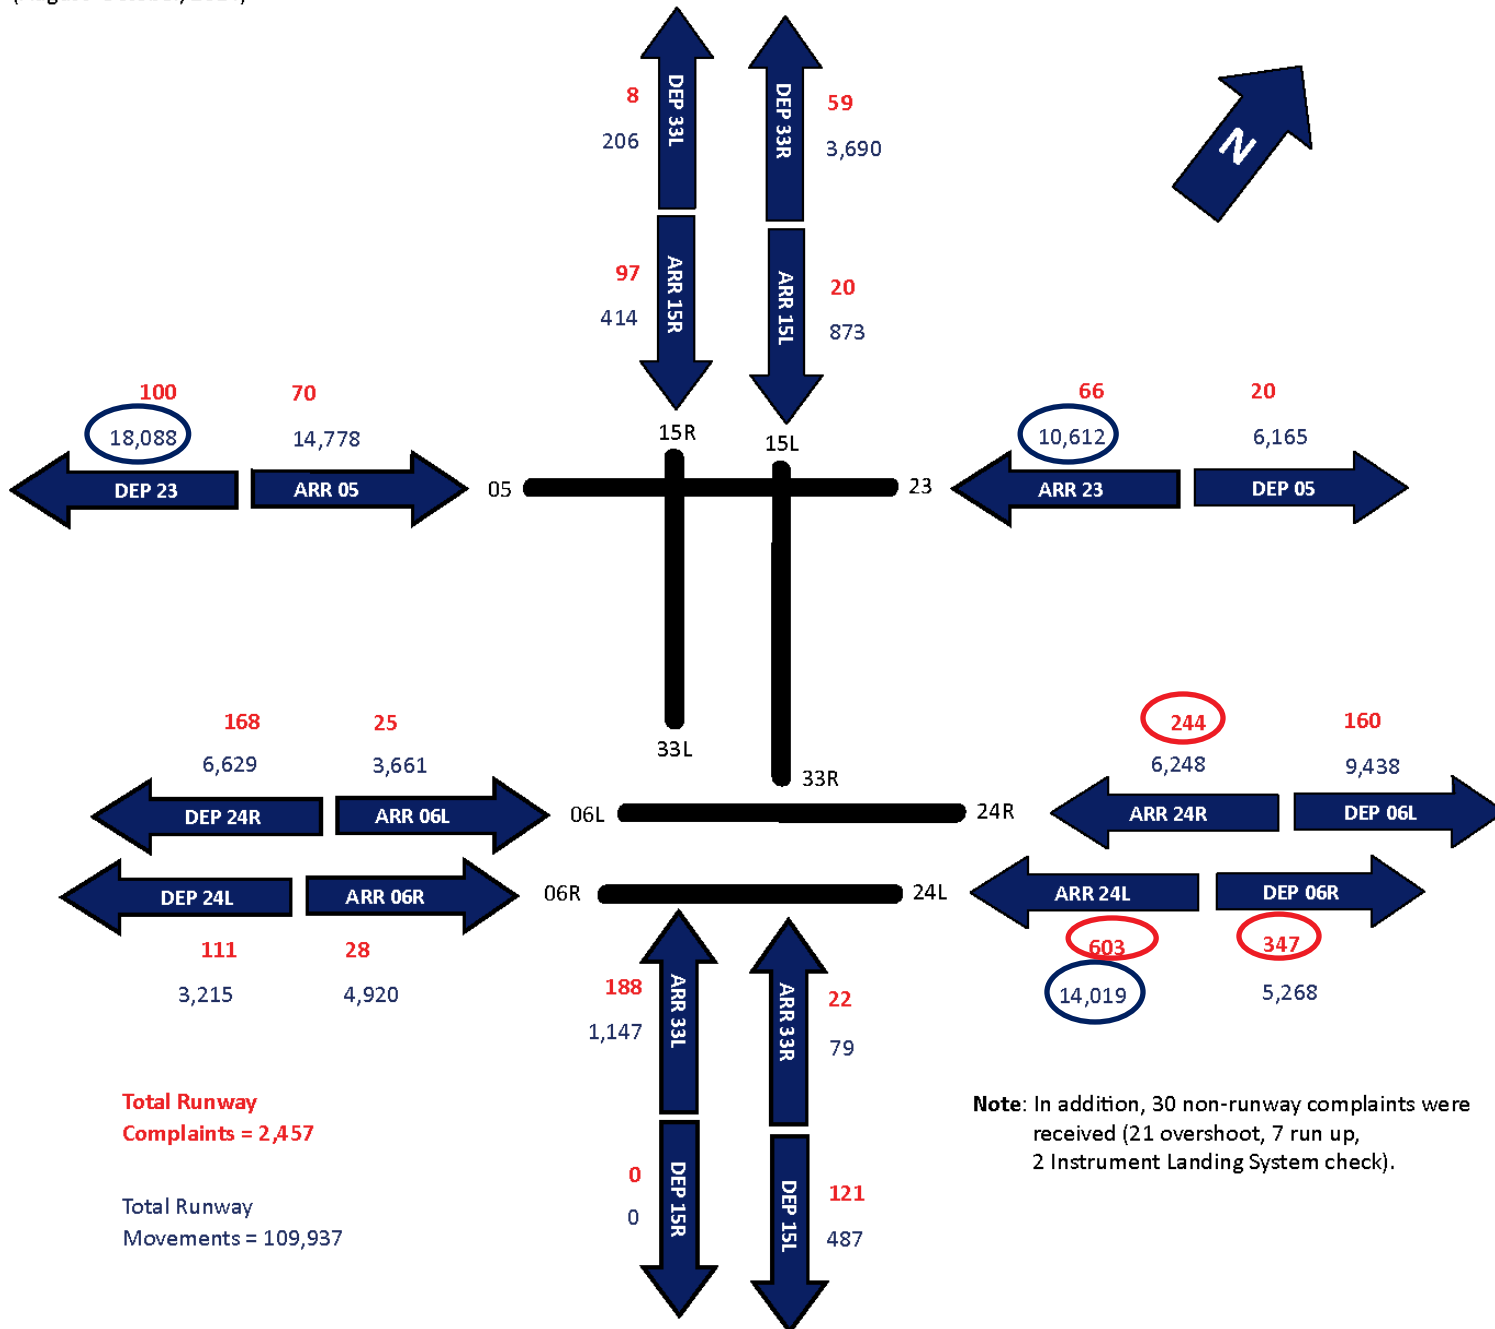 8
206
DEP 33L
DEP 33R
59
3,690
N
97
414
ARR 15R
ARR 15L
20
873
100
70
18,088
14,778
DEP 23
ARR 05
05
15R
15L
23
66
20
10,612
6,165
ARR 23
DEP 05
168
25
6,629
3,661
DEP 24R
ARR 06L
06L
33L
33R
24R
244
160
6,248
9,438
ARR 24R
DEP 06L
DEP 24L
ARR 06R
06R
24L
ARR 24L
DEP 06R
111
28
3,215
4,920
603
347
14,019
5,268
188
1,147
ARR 33L
ARR 33R
22
79
Total Runway
Complaints = 2,457
Total Runway
Movements = 109,937
0
0
DEP 15R
DEP 15L
121
487
Note: In addition, 30 non-runway complaints were
received (21 overshoot, 7 run up,
2 Instrument Landing System check).